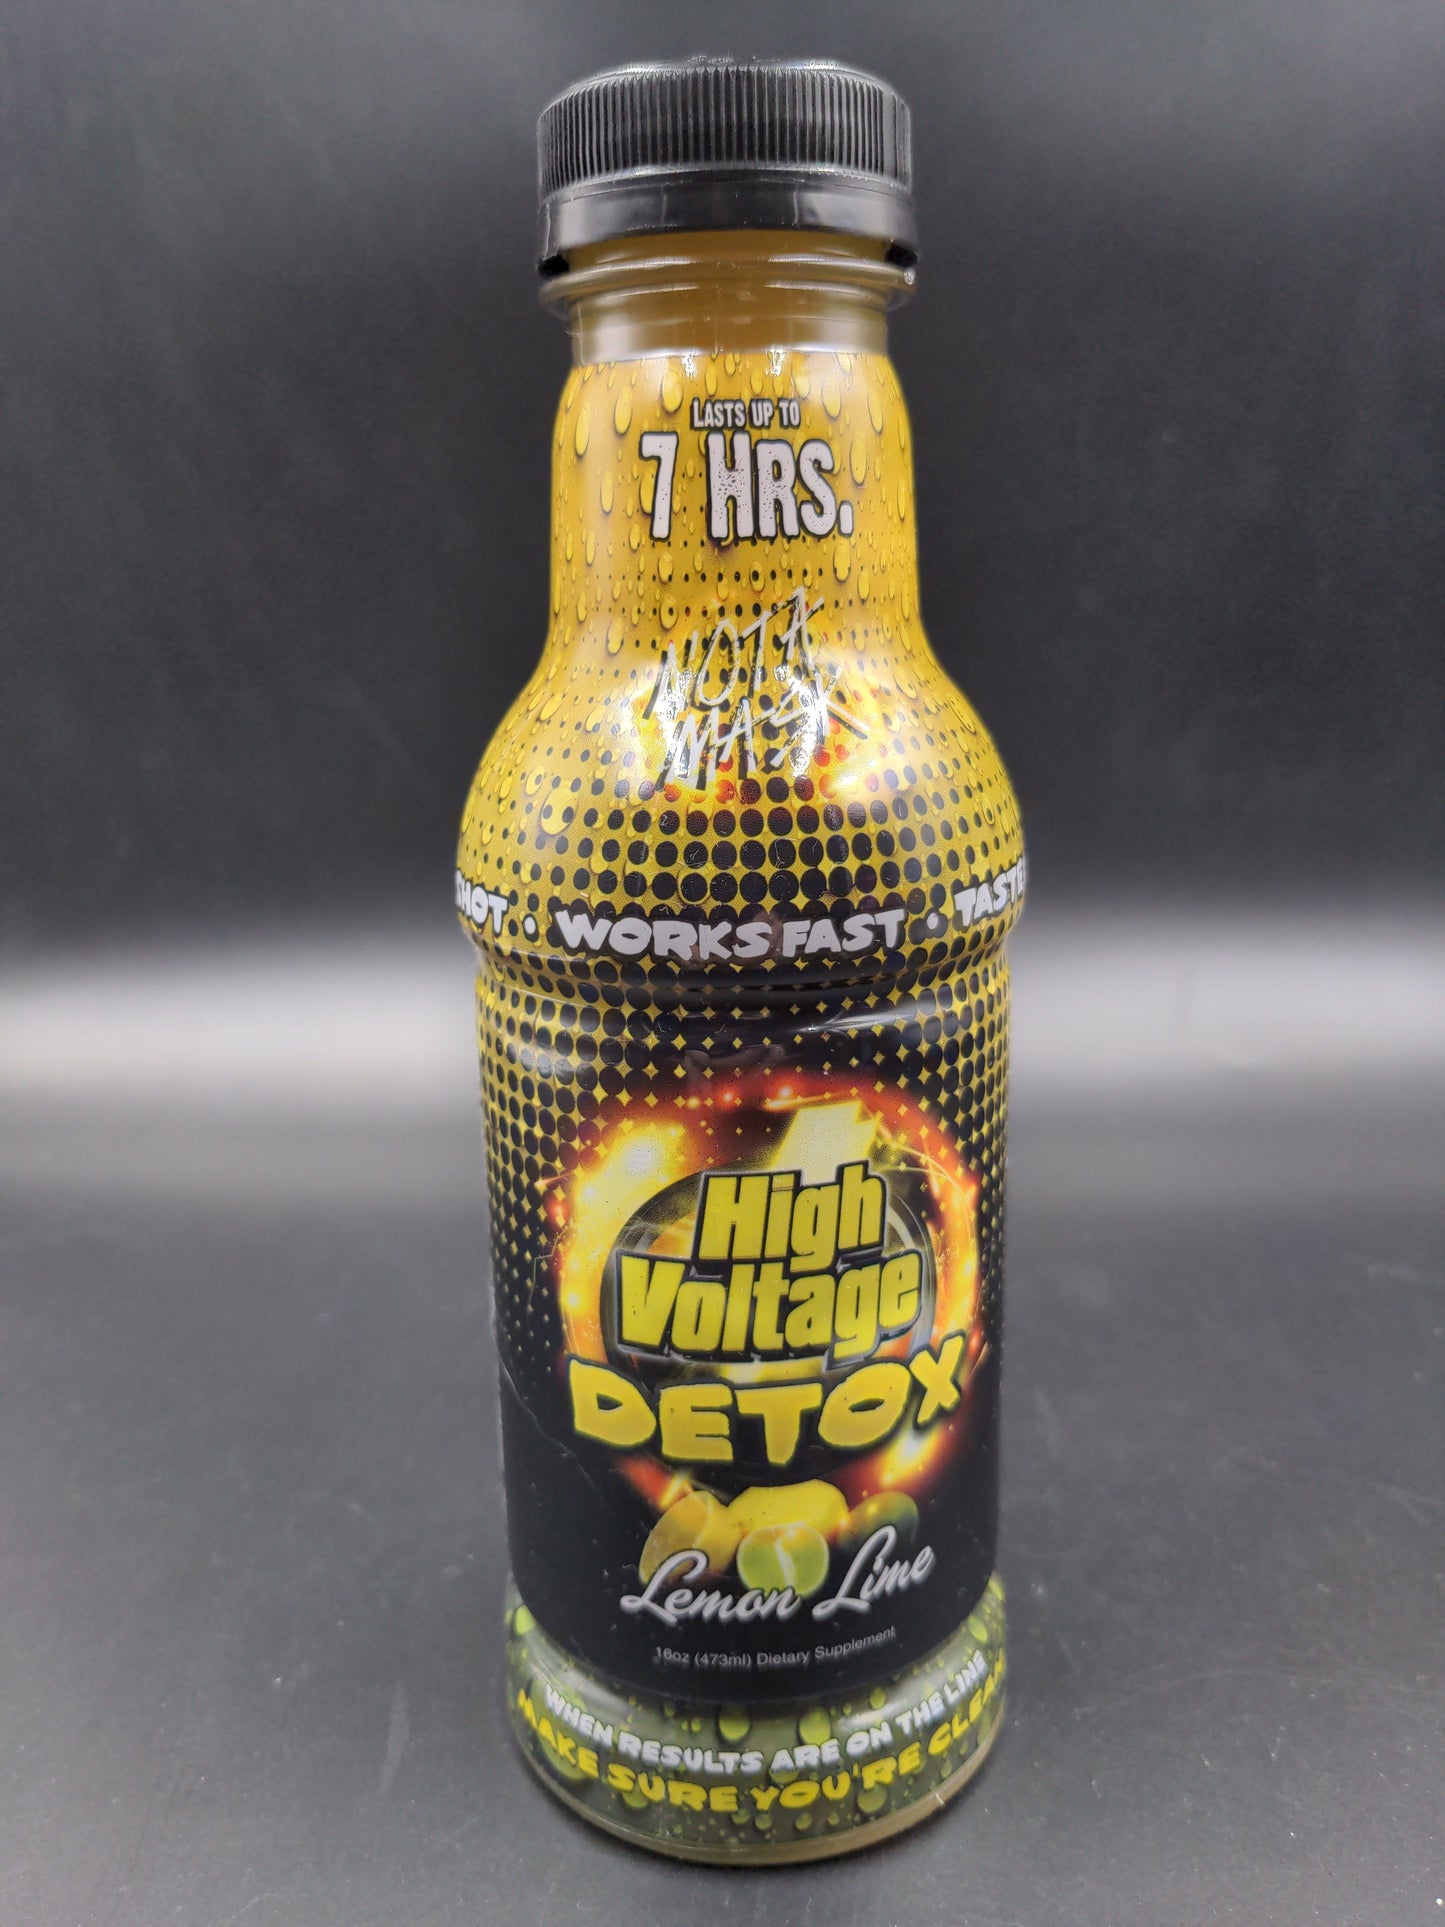 LASTS UP TO
7 HRS.
NOT A
MASK
SHOT • WORKS FAST • TASTE
High
Voltage
DETOX
Lemon Lime
16oz (473ml) Dietary Supplement
WHEN RESULTS ARE ON THE LINE
MAKE SURE YOU'RE CLEAN